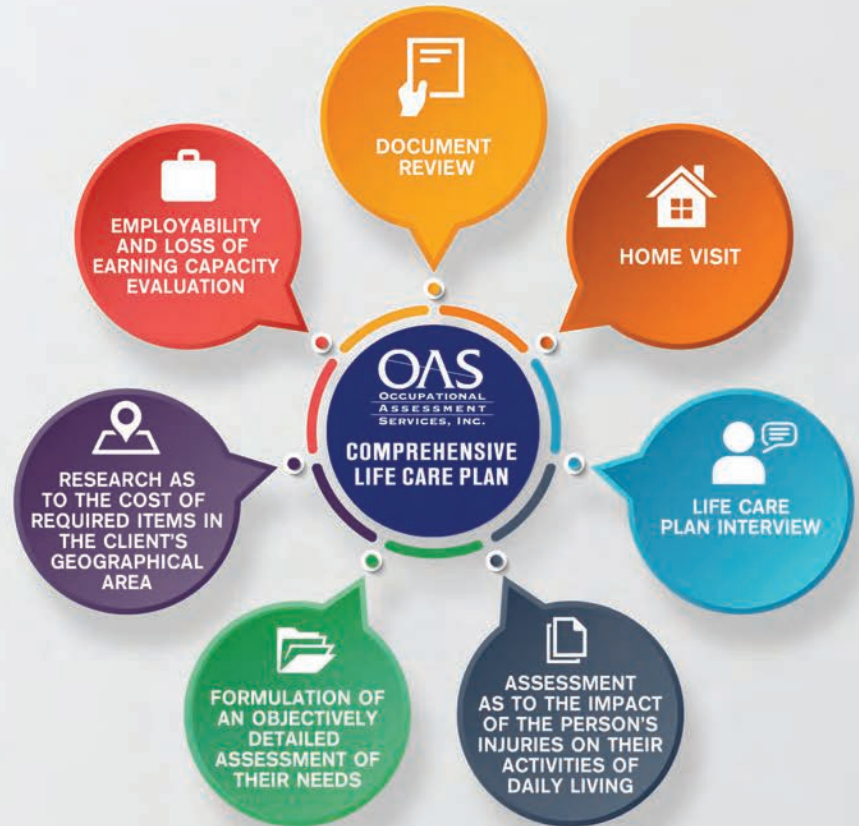 DOCUMENT
REVIEW
HOME VISIT
LIFE CARE
PLAN INTERVIEW
ASSESSMENT
AS TO THE IMPACT
OF THE PERSON'S
INJURIES ON THEIR
ACTIVITIES OF
DAILY LIVING
FORMULATION OF
AN OBJECTIVELY
DETAILED
ASSESSMENT OF
THEIR NEEDS
RESEARCH AS
TO THE COST OF
REQUIRED ITEMS IN
THE CLIENT'S
GEOGRAPHICAL
AREA
EMPLOYABILITY
AND LOSS OF
EARNING CAPACITY
EVALUATION
OAS
OCCUPATIONAL
ASSESSMENT
SERVICES, INC.
COMPREHENSIVE
LIFE CARE PLAN